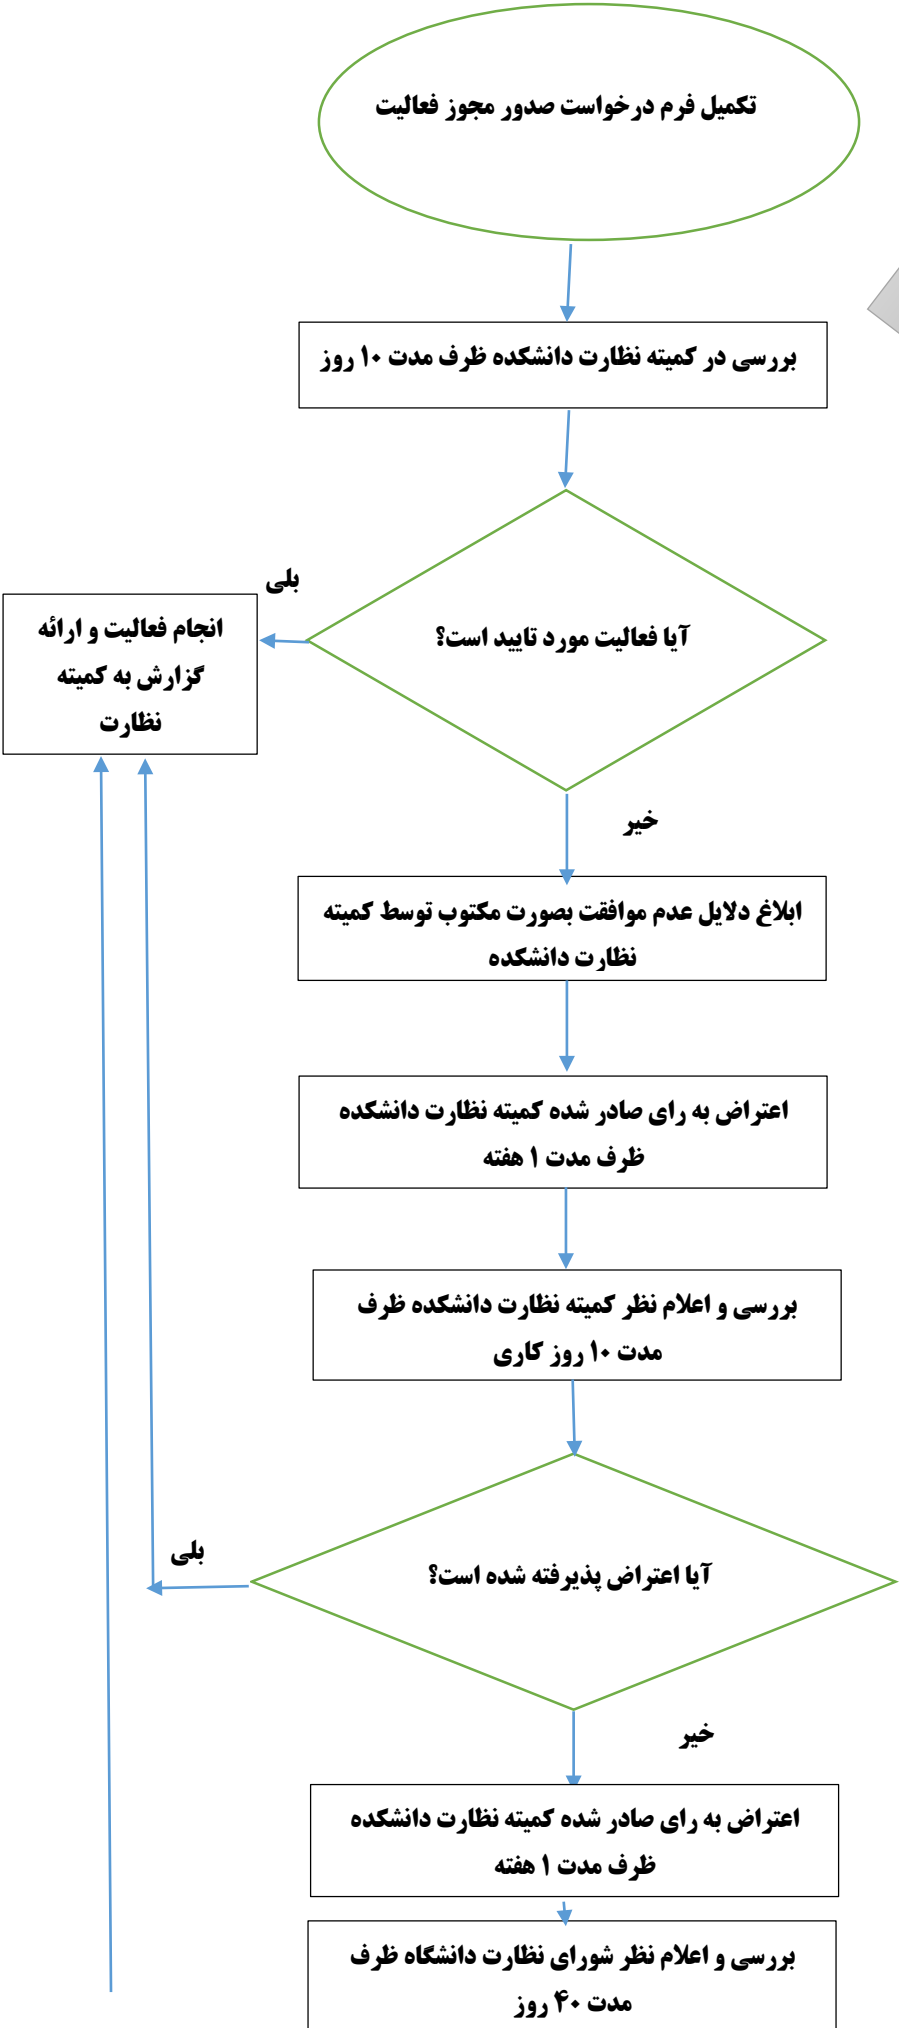 تکمیل فرم درخواست صدور مجوز فعالیت
بررسی در کمیته نظارت دانشکده ظرف مدت ۱۰ روز
بلی
آیا فعالیت مورد تایید است؟
انجام فعالیت و ارائه
گزارش به کمیته
نظارت
خیر
ابلاغ دلایل عدم موافقت بصورت مکتوب توسط کمیته
نظارت دانشکده
اعتراض به رای صادر شده کمیته نظارت دانشکده
ظرف مدت ۱ هفته
بررسی و اعلام نظر کمیته نظارت دانشکده ظرف
مدت ۱۰ روز کاری
بلی
آیا اعتراض پذیرفته شده است؟
خیر
اعتراض به رای صادر شده کمیته نظارت دانشکده
ظرف مدت ۱ هفته
بررسی و اعلام نظر شورای نظارت دانشگاه ظرف
مدت ۴۰ روز